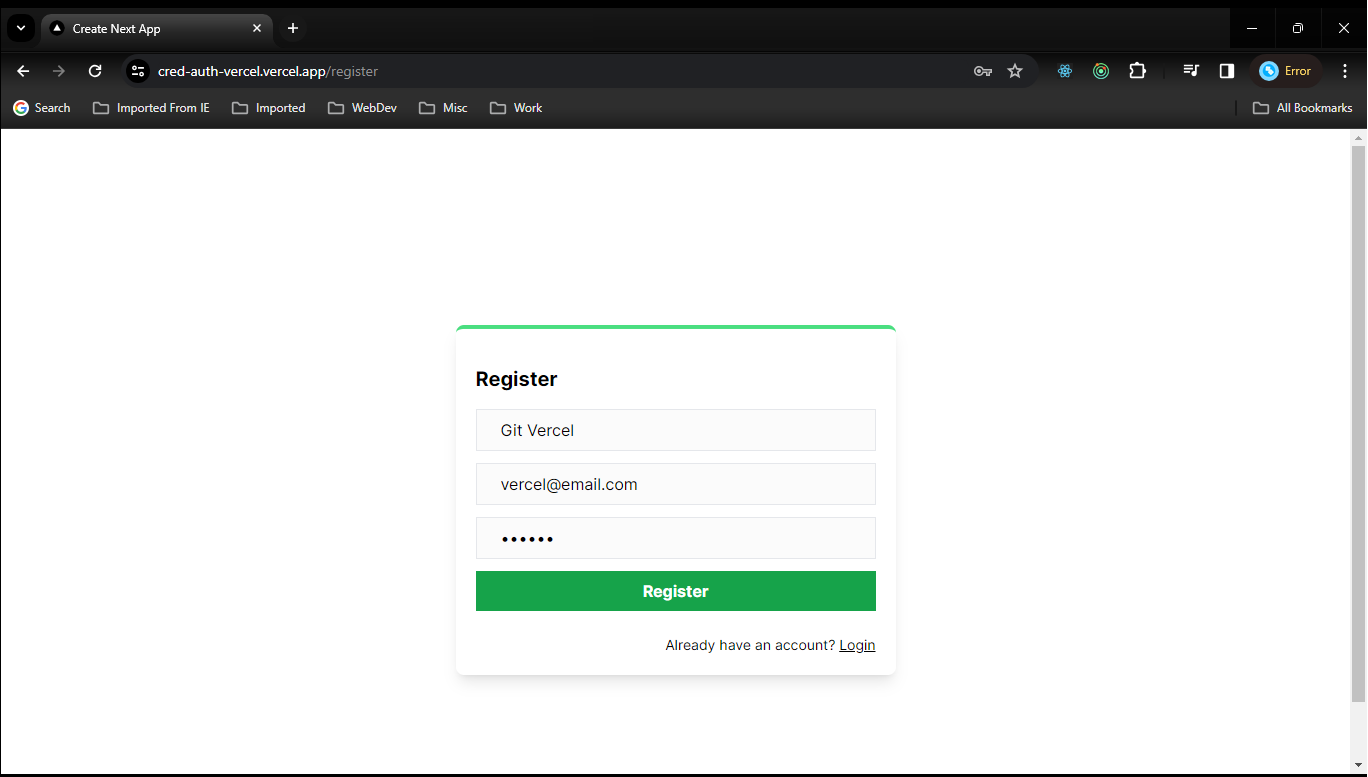 Create Next App
cred-auth-vercel.vercel.app/register
Error
Search Imported From IE Imported WebDev Misc Work All Bookmarks
Register
Git Vercel
vercel@email.com
••••••
Register
Already have an account? Login